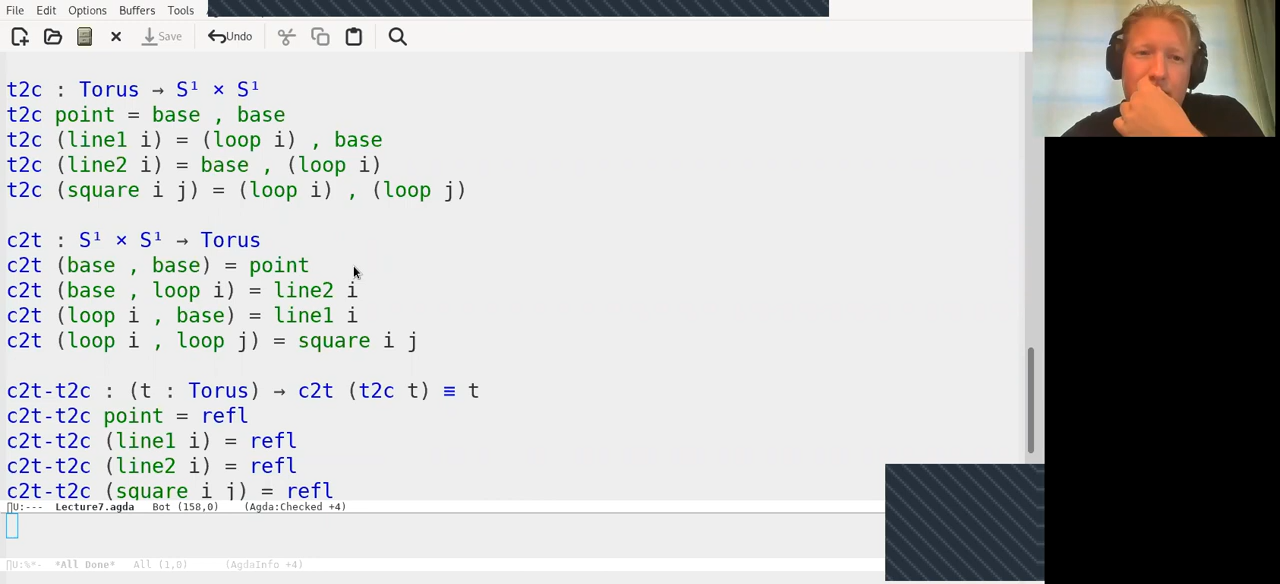 File Edit Options Buffers Tools
Save Undo
t2c : Torus → S¹ × S¹
t2c point = base , base
t2c (line1 i) = (loop i) , base
t2c (line2 i) = base , (loop i)
t2c (square i j) = (loop i) , (loop j)
c2t : S¹ × S¹ → Torus
c2t (base , base) = point
c2t (base , loop i) = line2 i
c2t (loop i , base) = line1 i
c2t (loop i , loop j) = square i j
c2t-t2c : (t : Torus) → c2t (t2c t) ≡ t
c2t-t2c point = refl
c2t-t2c (line1 i) = refl
c2t-t2c (line2 i) = refl
c2t-t2c (square i j) = refl
U:--- Lecture7.agda Bot (158,0) (Agda:Checked +4)
U:%*- *All Done* All (1,0) (AgdaInfo +4)